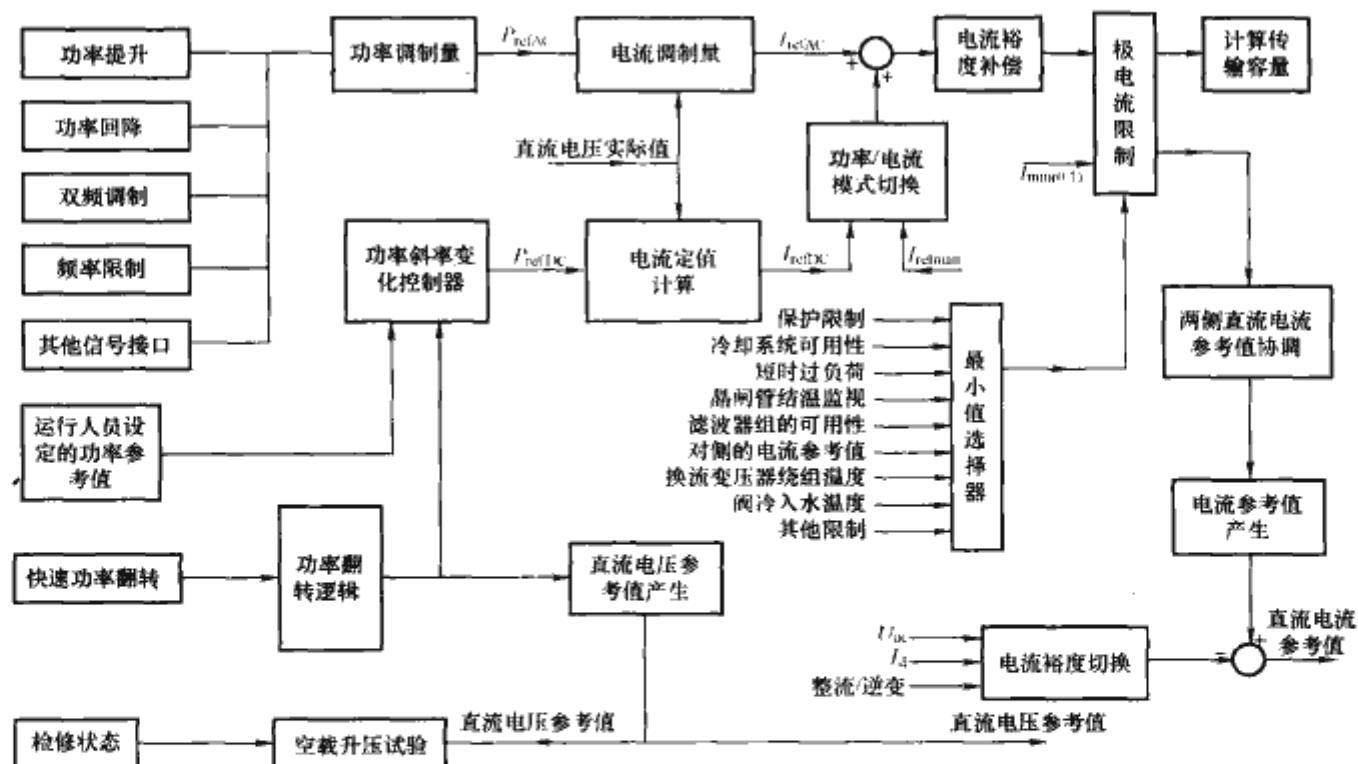 功率提升
功率回降
双频调制
频率限制
其他信号接口
运行人员设
定的功率参
考值
快速功率翻转
检修状态
功率调制量
P_refAC
电流调制量
I_refAC
+
+
电流裕
度补偿
极电流限制
计算传
输容量
直流电压实际值
功率/电流
模式切换
功率斜率变
化控制器
P_refDC
电流定值
计算
I_refDC
两侧直流电流
参考值协调
保护限制
冷却系统可用性
短时过负荷
晶闸管结温监视
滤波器组的可用性
对侧的电流参考值
换流变压器绕组温度
阀冷入水温度
其他限制
最小值选择器
电流参考值
产生
功率翻
转逻辑
直流电压参
考值产生
I_d
整流/逆变
电流裕度切换
-
+
直流电流
参考值
空载升压试验
直流电压参考值
直流电压参考值